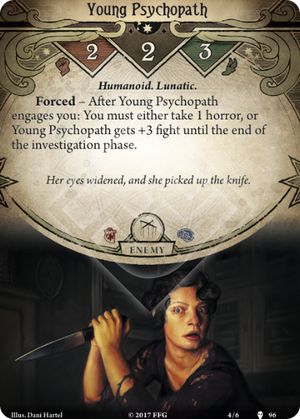 Young Psychopath
2 2 3
Humanoid. Lunatic.
Forced – After Young Psychopath
engages you: You must either take 1 horror, or
Young Psychopath gets +3 fight until the end of
the investigation phase.
Her eyes widened, and she picked up the knife.
ENEMY
Illus. Dani Hartel © 2017 FFG 4/6 96